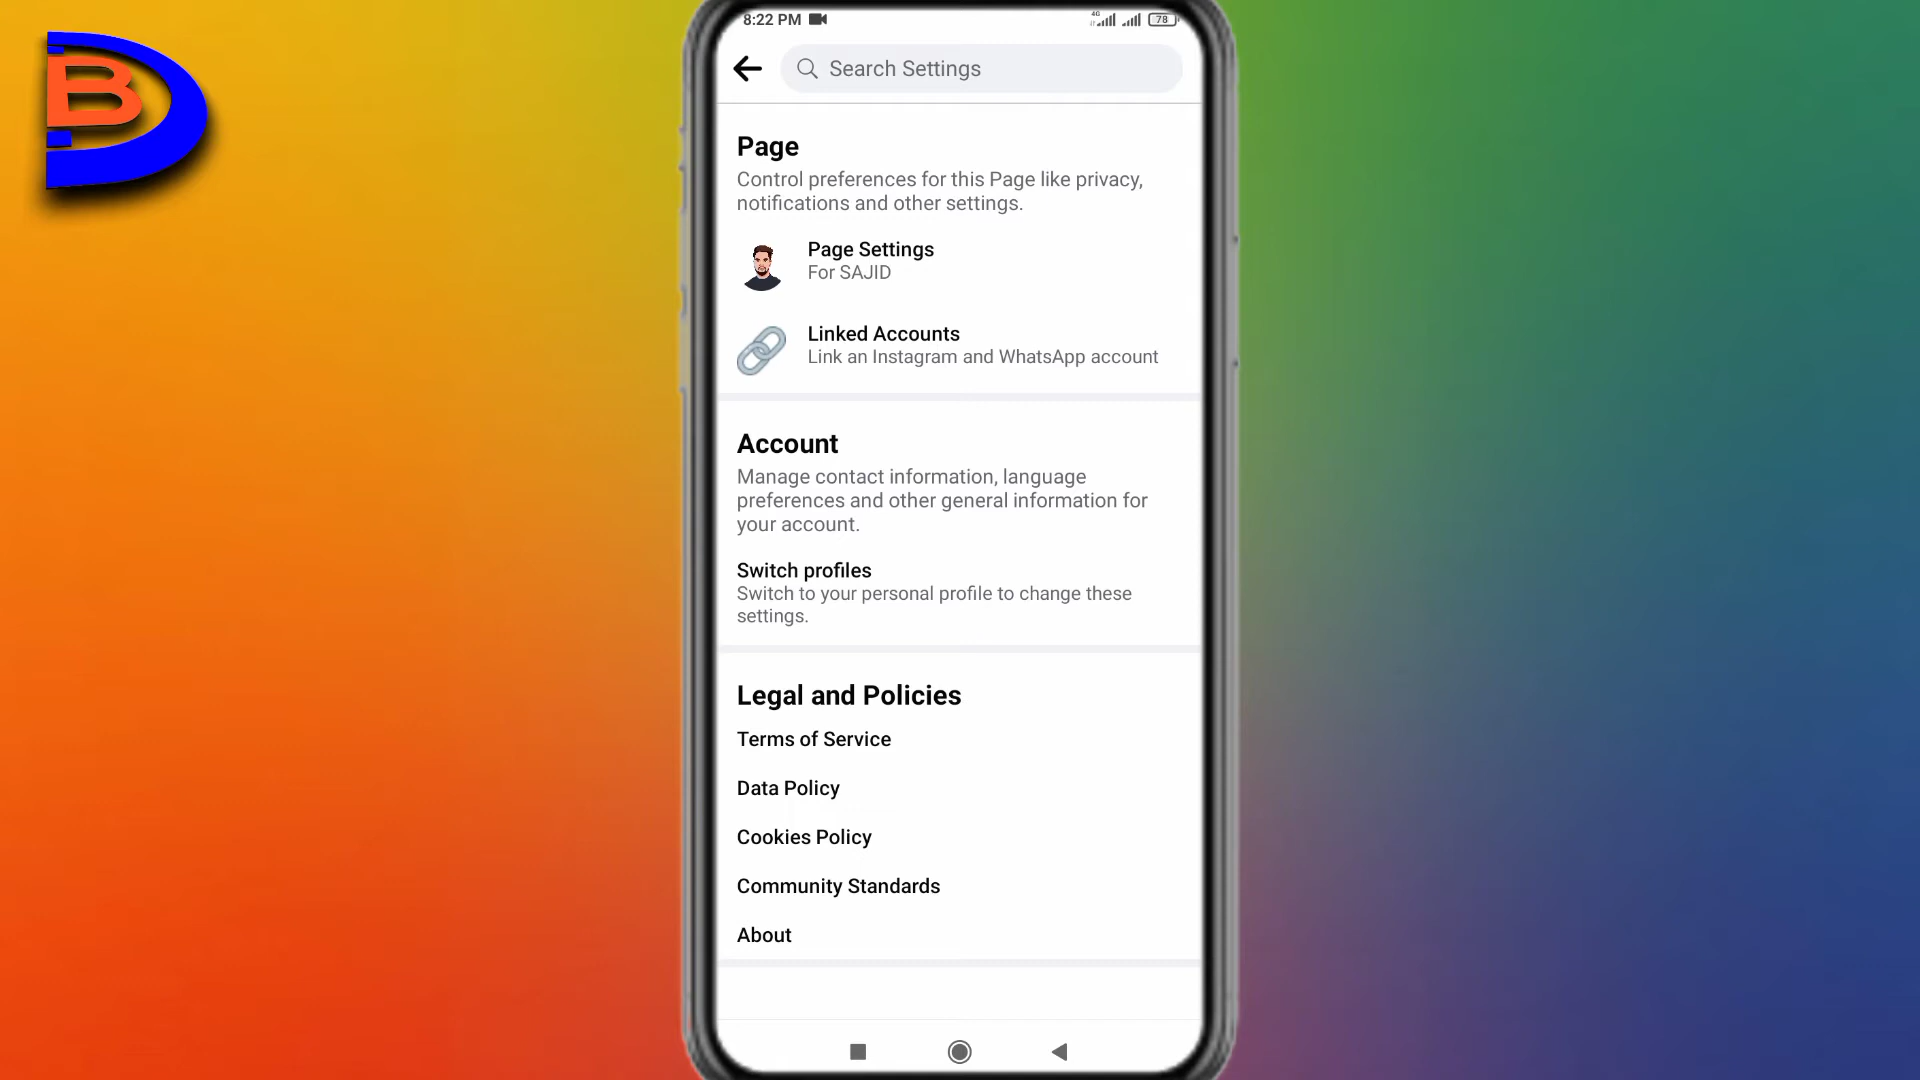 BD
8:22 PM
4G
78
Search Settings
Page
Control preferences for this Page like privacy,
notifications and other settings.
Page Settings
For SAJID
Linked Accounts
Link an Instagram and WhatsApp account
Account
Manage contact information, language
preferences and other general information for
your account.
Switch profiles
Switch to your personal profile to change these
settings.
Legal and Policies
Terms of Service
Data Policy
Cookies Policy
Community Standards
About